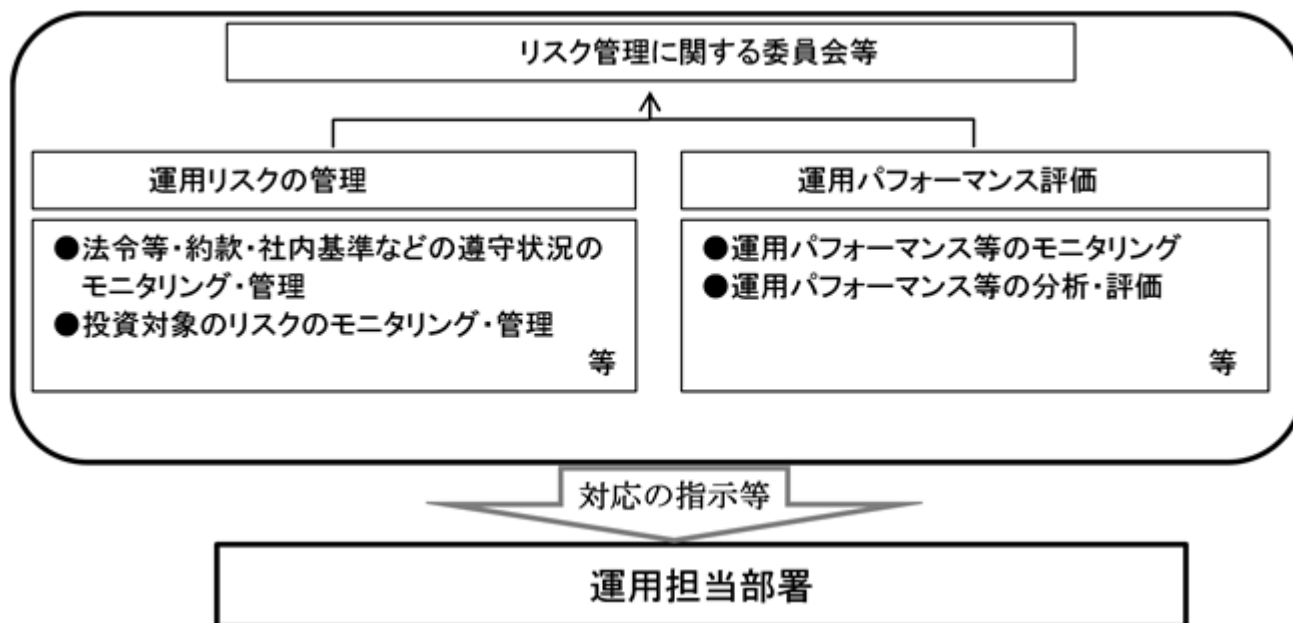 リスク管理に関する委員会等
運用リスクの管理
●法令等・約款・社内基準などの遵守状況の
モニタリング・管理
●投資対象のリスクのモニタリング・管理
等
運用パフォーマンス評価
●運用パフォーマンス等のモニタリング
●運用パフォーマンス等の分析・評価
等
対応の指示等
運用担当部署